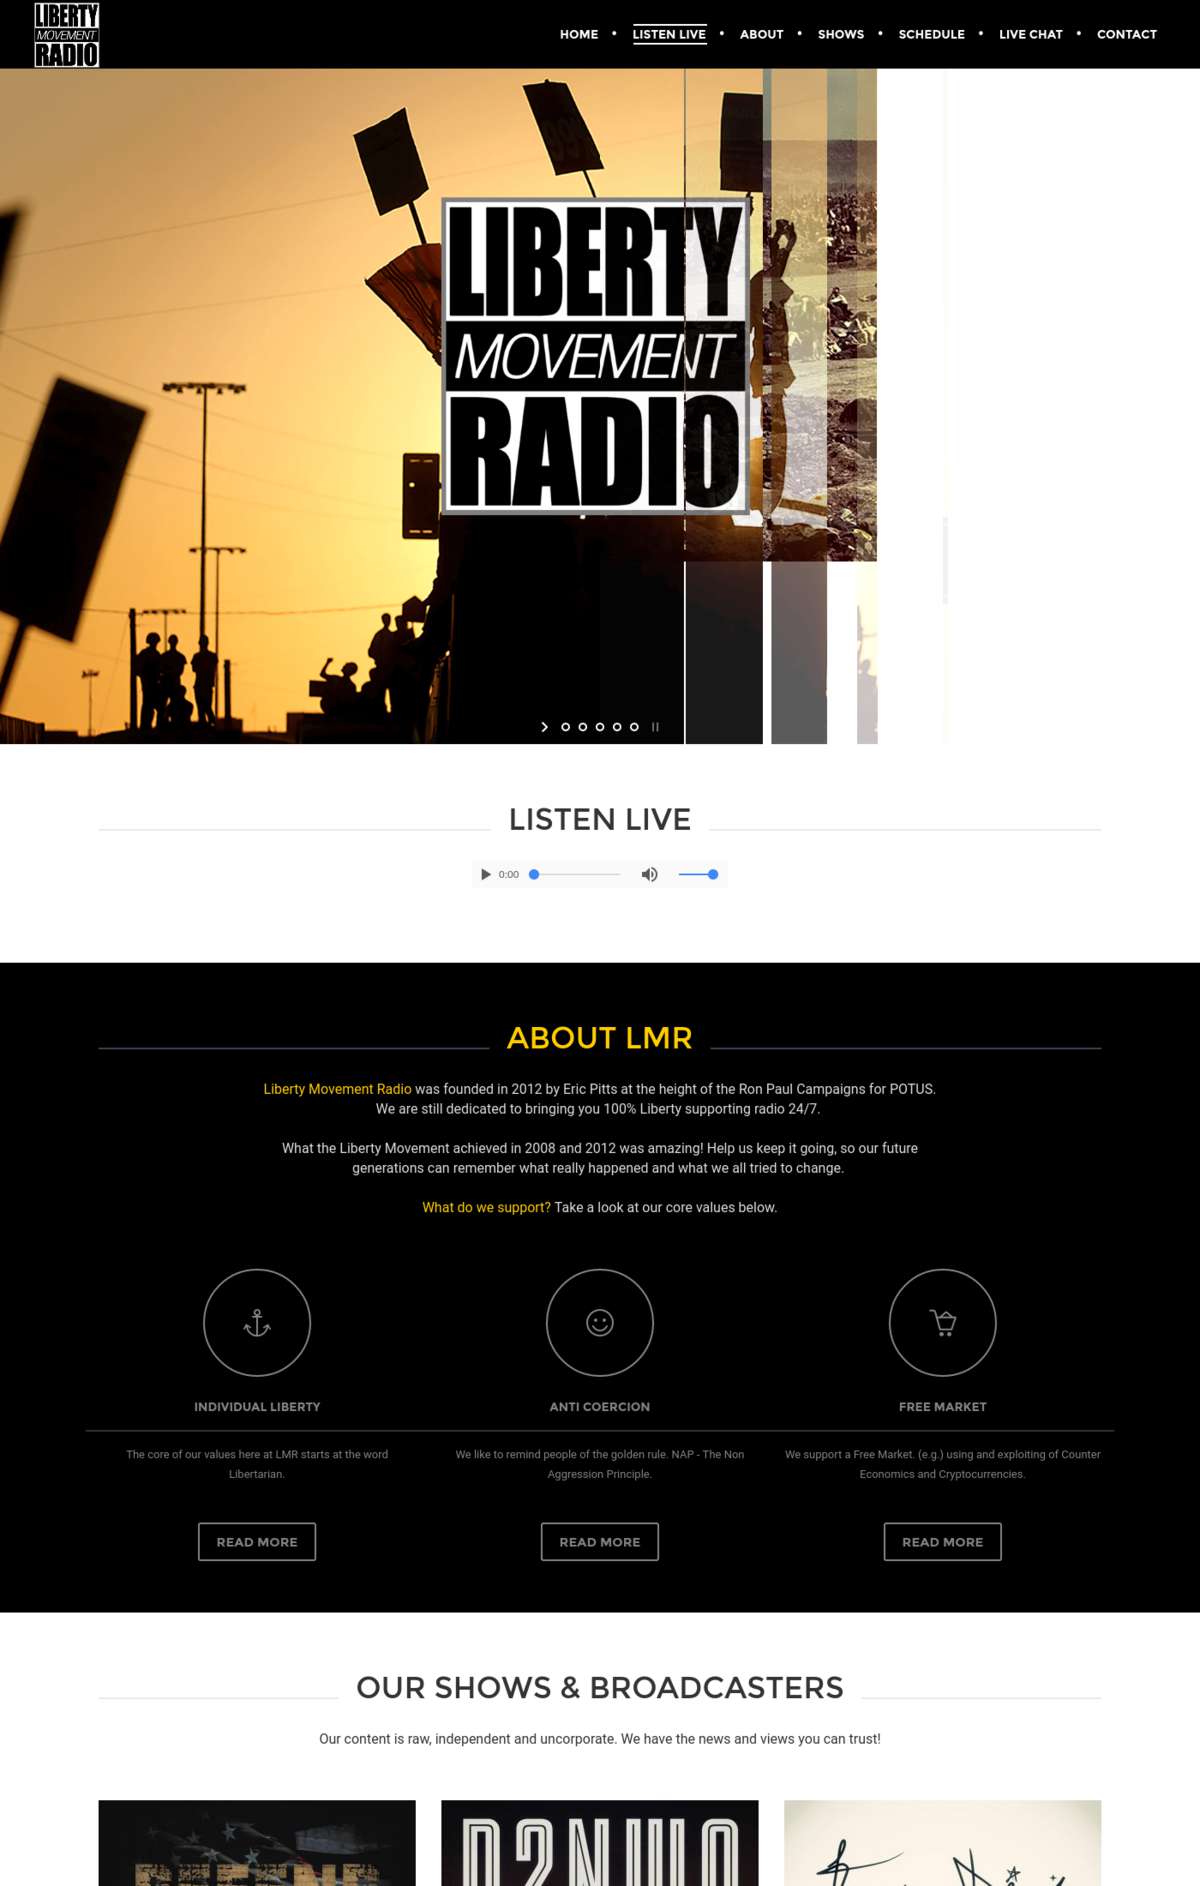 LIBERTY
MOVEMENT
RADIO
HOME • LISTEN LIVE • ABOUT • SHOWS • SCHEDULE • LIVE CHAT • CONTACT
LIBERTY
MOVEMENT
RADIO
LISTEN LIVE
0:00
ABOUT LMR
Liberty Movement Radio was founded in 2012 by Eric Pitts at the height of the Ron Paul Campaigns for POTUS.
We are still dedicated to bringing you 100% Liberty supporting radio 24/7.
What the Liberty Movement achieved in 2008 and 2012 was amazing! Help us keep it going, so our future
generations can remember what really happened and what we all tried to change.
What do we support? Take a look at our core values below.
INDIVIDUAL LIBERTY
The core of our values here at LMR starts at the word
Libertarian.
READ MORE
ANTI COERCION
We like to remind people of the golden rule. NAP - The Non
Aggression Principle.
READ MORE
FREE MARKET
We support a Free Market. (e.g.) using and exploiting of Counter
Economics and Cryptocurrencies.
READ MORE
OUR SHOWS & BROADCASTERS
Our content is raw, independent and uncorporate. We have the news and views you can trust!